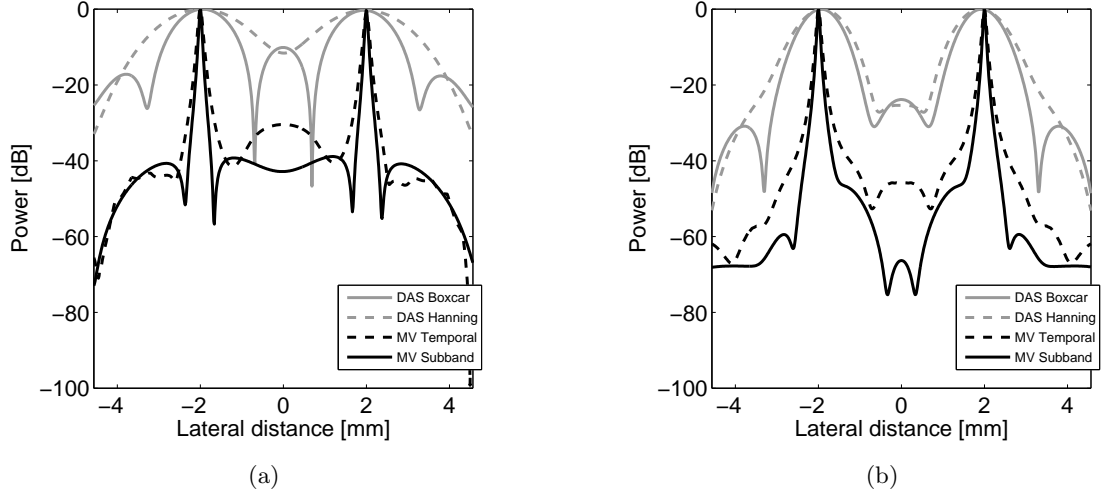 0
−20
−40
−60
−80
−100
Power [dB]
−4 −2 0 2 4
Lateral distance [mm]
DAS Boxcar
DAS Hanning
MV Temporal
MV Subband
(a)
0
−20
−40
−60
−80
−100
Power [dB]
−4 −2 0 2 4
Lateral distance [mm]
DAS Boxcar
DAS Hanning
MV Temporal
MV Subband
(b)